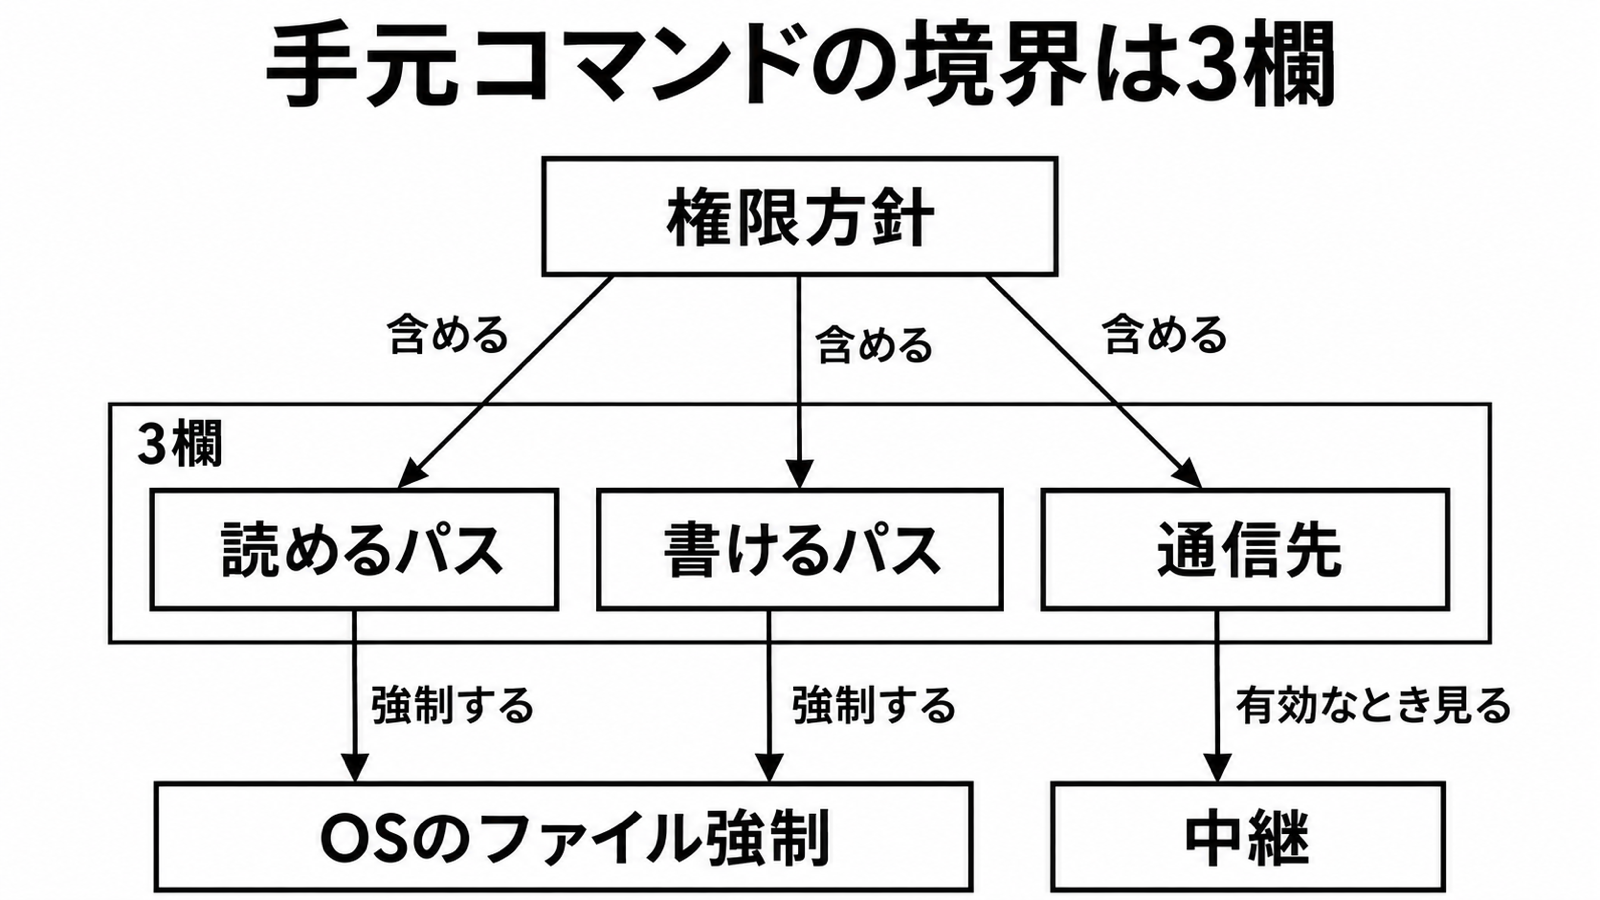 手元コマンドの境界は3欄
権限方針
含める
含める
含める
3欄
読めるパス
書けるパス
通信先
強制する
強制する
有効なとき見る
OSのファイル強制
中継